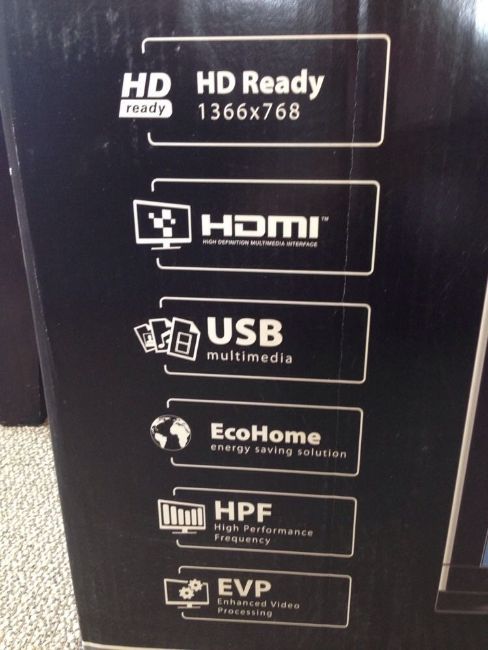 HD
ready
HD Ready
1366x768
HDMI™
HIGH DEFINITION MULTIMEDIA INTERFACE
USB
multimedia
EcoHome
energy saving solution
HPF
High Performance
Frequency
EVP
Enhanced Video
Processing